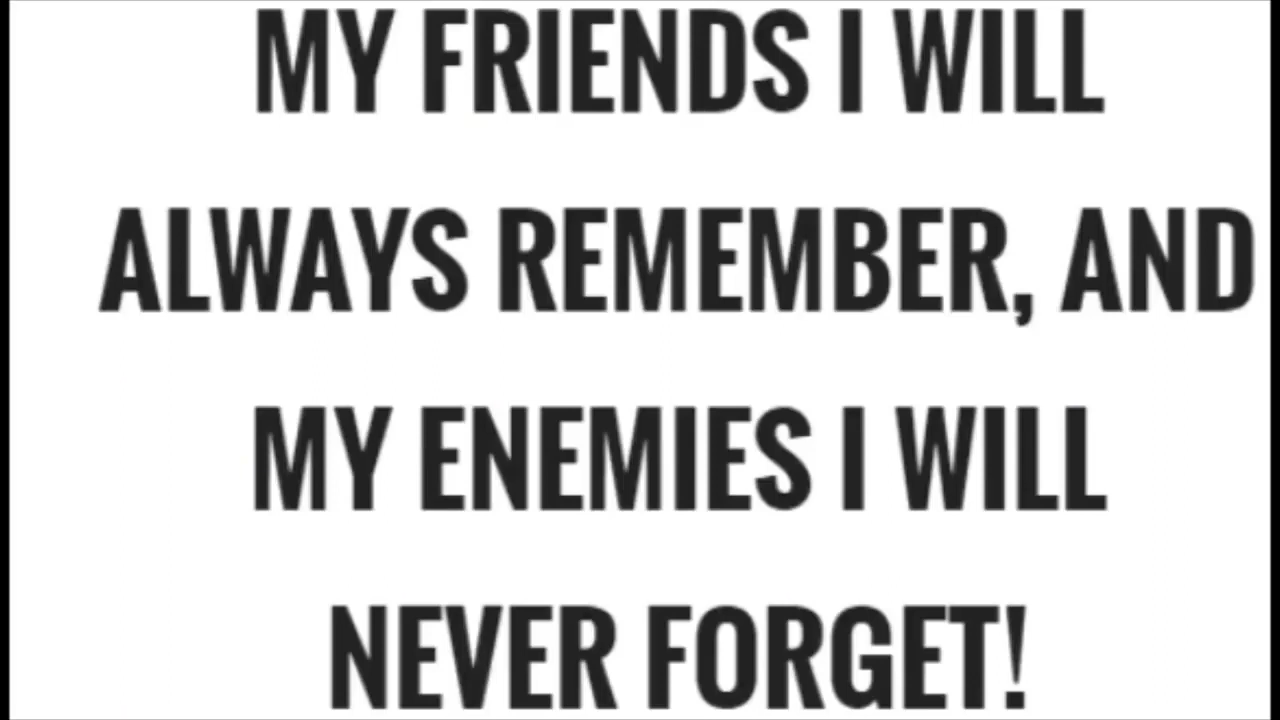 MY FRIENDS I WILL
ALWAYS REMEMBER, AND
MY ENEMIES I WILL
NEVER FORGET!